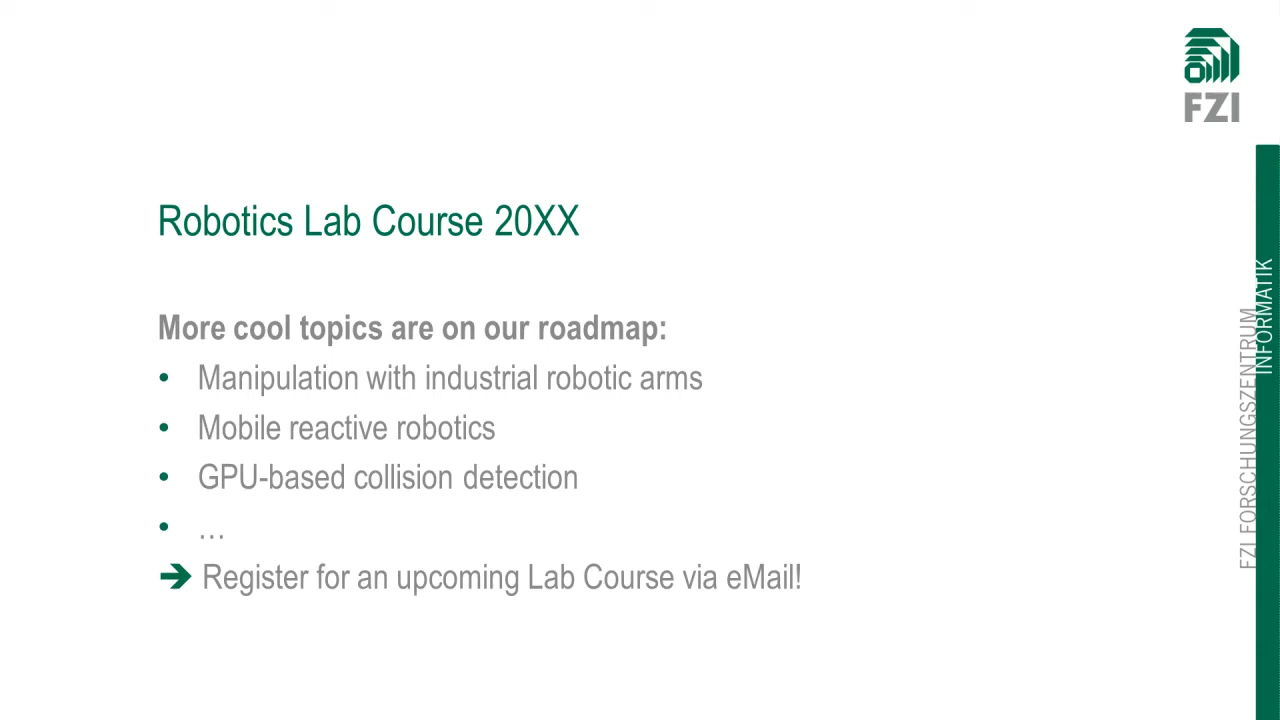 FZI
Robotics Lab Course 20XX
More cool topics are on our roadmap:
• Manipulation with industrial robotic arms
• Mobile reactive robotics
• GPU-based collision detection
• …
➔ Register for an upcoming Lab Course via eMail!
FZI FORSCHUNGSZENTRUM
INFORMATIK